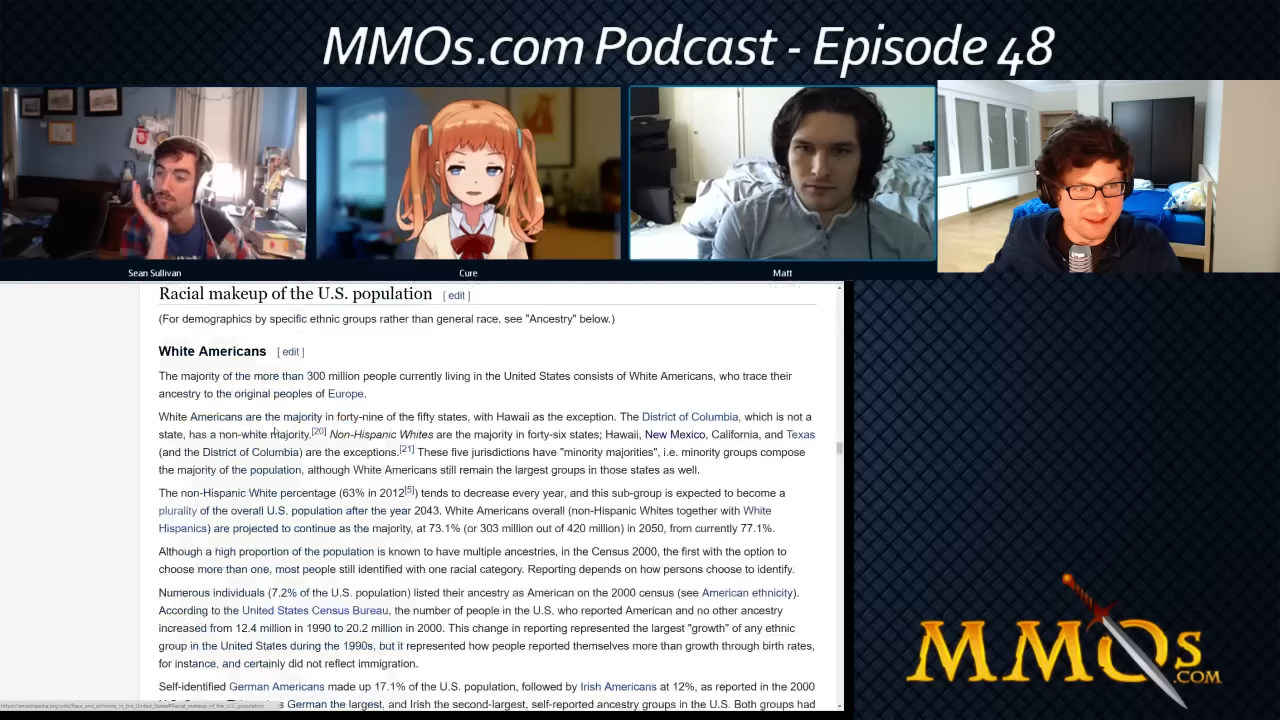 MMOs.com Podcast - Episode 48
Sean Sullivan
Cure
Matt
Racial makeup of the U.S. population [ edit ]
(For demographics by specific ethnic groups rather than general race, see "Ancestry" below.)
White Americans [ edit ]
The majority of the more than 300 million people currently living in the United States consists of White Americans, who trace their
ancestry to the original peoples of Europe.
White Americans are the majority in forty-nine of the fifty states, with Hawaii as the exception. The District of Columbia, which is not a
state, has a non-white majority.[20] Non-Hispanic Whites are the majority in forty-six states; Hawaii, New Mexico, California, and Texas
(and the District of Columbia) are the exceptions.[21] These five jurisdictions have "minority majorities", i.e. minority groups compose
the majority of the population, although White Americans still remain the largest groups in those states as well.
The non-Hispanic White percentage (63% in 2012[5]) tends to decrease every year, and this sub-group is expected to become a
plurality of the overall U.S. population after the year 2043. White Americans overall (non-Hispanic Whites together with White
Hispanics) are projected to continue as the majority, at 73.1% (or 303 million out of 420 million) in 2050, from currently 77.1%.
Although a high proportion of the population is known to have multiple ancestries, in the Census 2000, the first with the option to
choose more than one, most people still identified with one racial category. Reporting depends on how persons choose to identify.
Numerous individuals (7.2% of the U.S. population) listed their ancestry as American on the 2000 census (see American ethnicity).
According to the United States Census Bureau, the number of people in the U.S. who reported American and no other ancestry
increased from 12.4 million in 1990 to 20.2 million in 2000. This change in reporting represented the largest "growth" of any ethnic
group in the United States during the 1990s, but it represented how people reported themselves more than growth through birth rates,
for instance, and certainly did not reflect immigration.
Self-identified German Americans made up 17.1% of the U.S. population, followed by Irish Americans at 12%, as reported in the 2000
German the largest, and Irish the second-largest, self-reported ancestry groups in the U.S. Both groups had
https://en.wikipedia.org/wiki/Race_and_ethnicity_in_the_United_States#Racial_makeup_of_the_U.S._population
MMOs
.COM